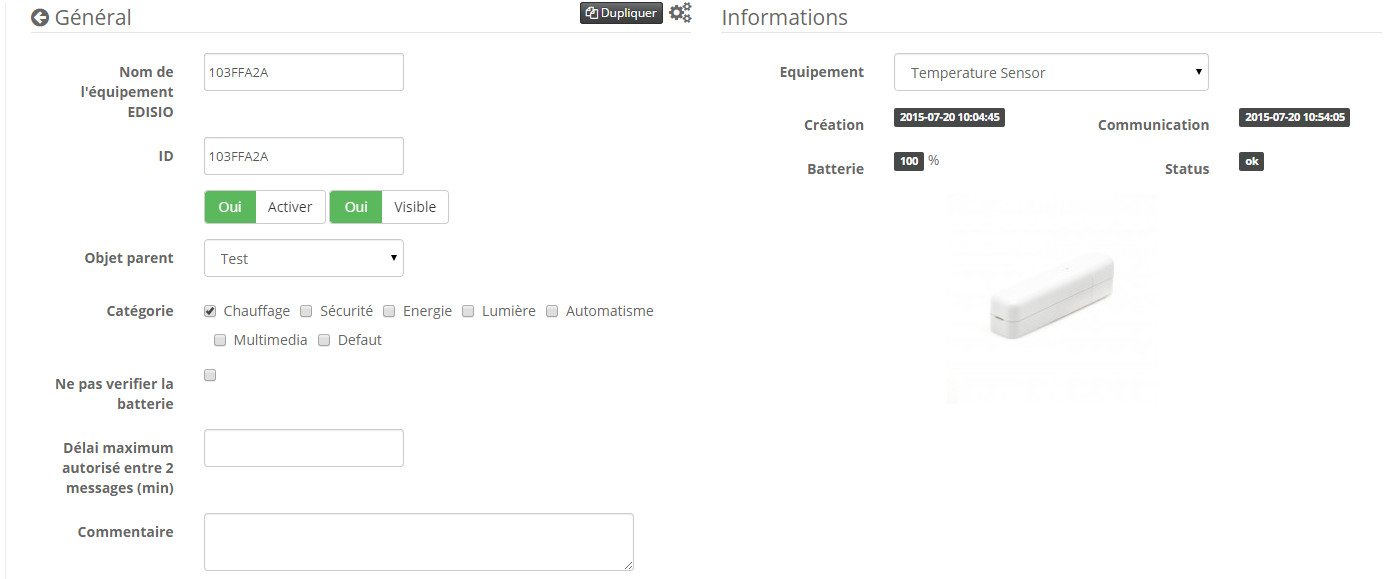 Général
Dupliquer
Nom de
l'équipement
EDISIO
103FFA2A
ID
103FFA2A
Oui Activer Oui Visible
Objet parent
Test
Catégorie
Chauffage Sécurité Energie Lumière Automatisme
Multimedia Defaut
Ne pas verifier la
batterie
Délai maximum
autorisé entre 2
messages (min)
Commentaire
Informations
Equipement
Temperature Sensor
Création 2015-07-20 10:04:45 Communication 2015-07-20 10:54:05
Batterie 100 % Status ok